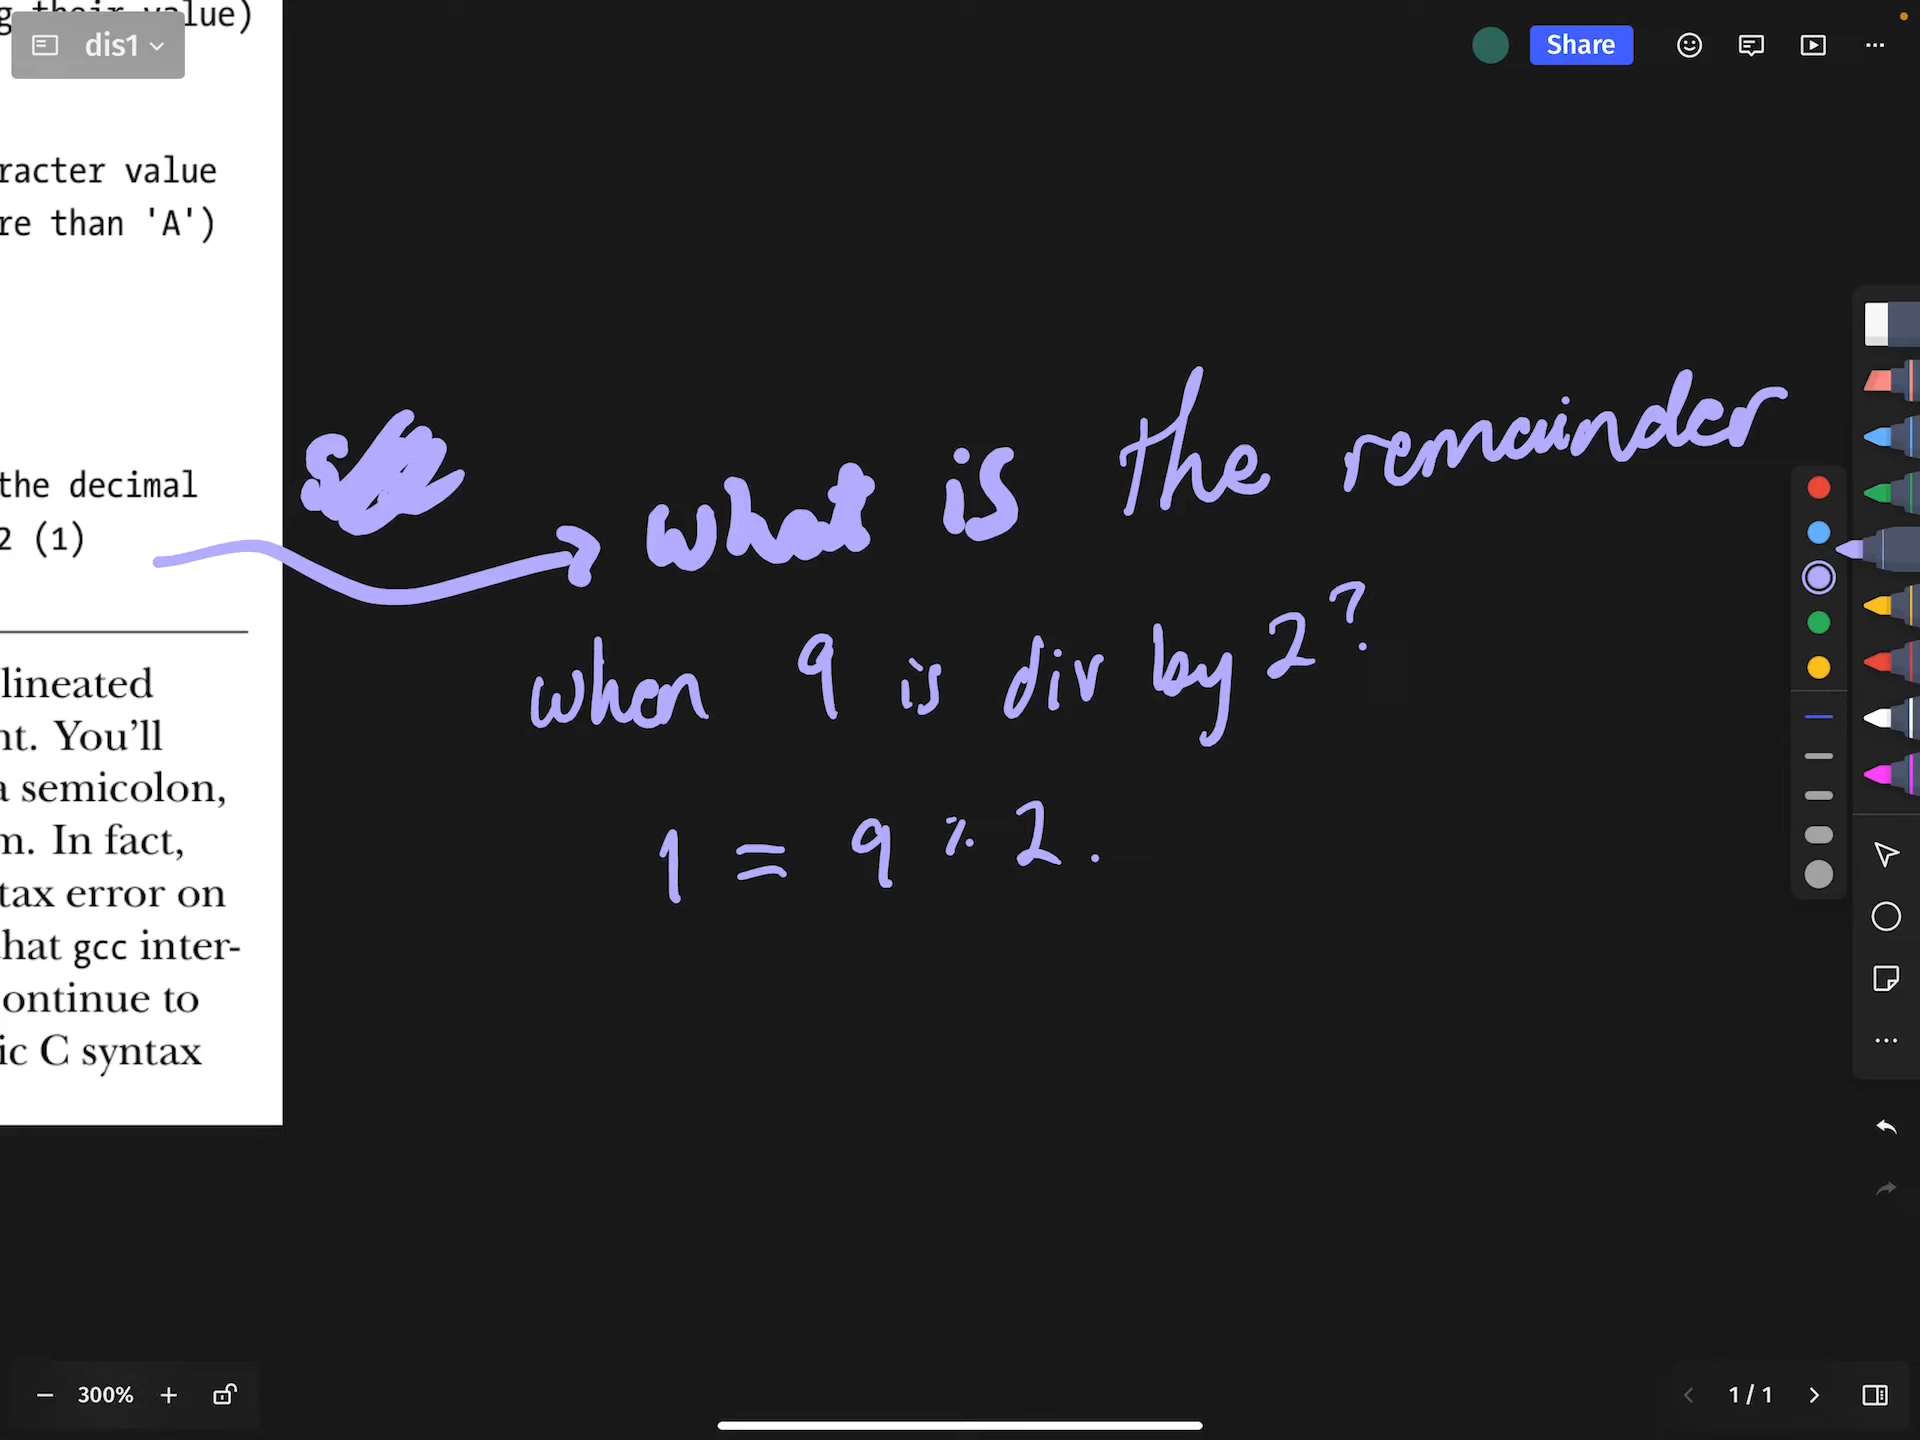 g their value)
dis1
Share
racter value
re than 'A')
the decimal
2 (1)
what is the remainder
when 9 is div by 2?
1 = 9 % 2.
lineated
nt. You'll
a semicolon,
m. In fact,
tax error on
hat gcc inter-
ontinue to
ic C syntax
300%
1 / 1